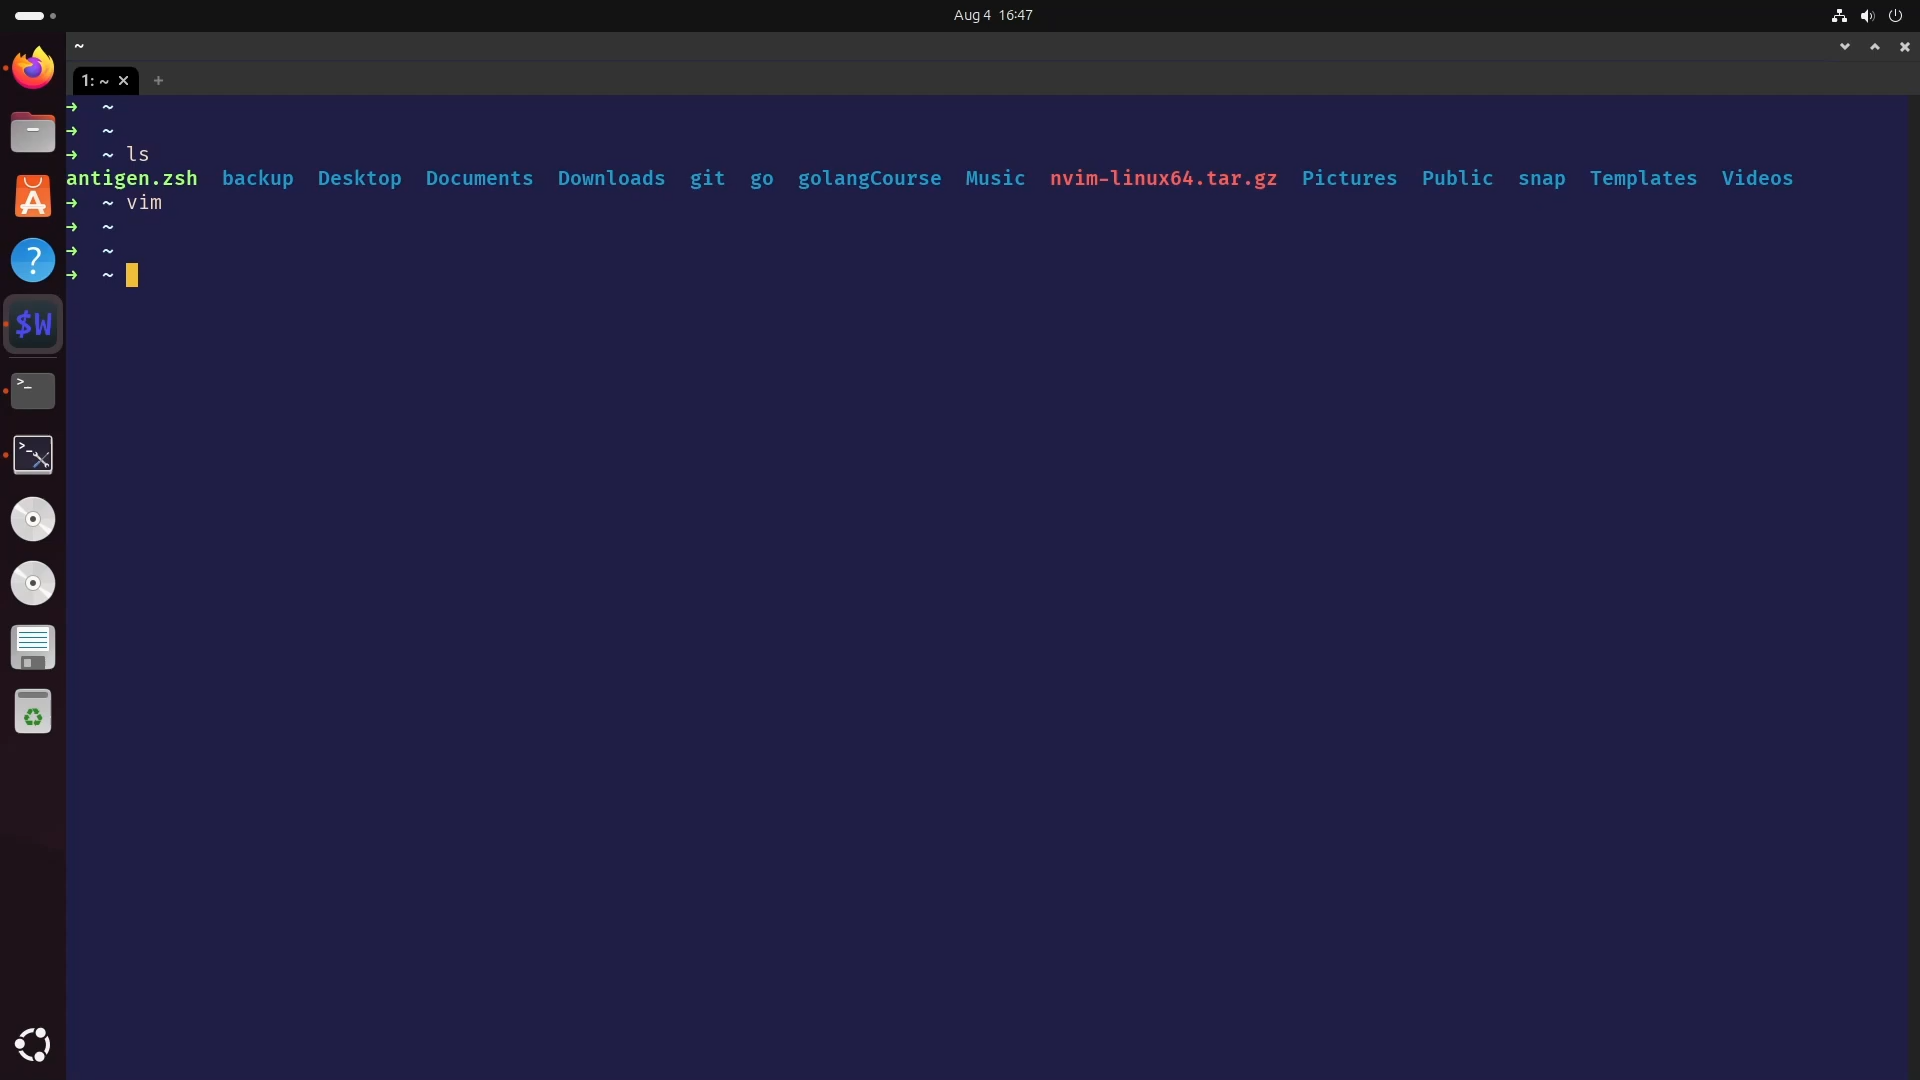 Aug 4 16:47
~
1: ~ × +
➜ ~
➜ ~
➜ ~ ls
antigen.zsh backup Desktop Documents Downloads git go golangCourse Music nvim-linux64.tar.gz Pictures Public snap Templates Videos
➜ ~ vim
➜ ~
➜ ~
➜ ~
?
$W
>_
>_